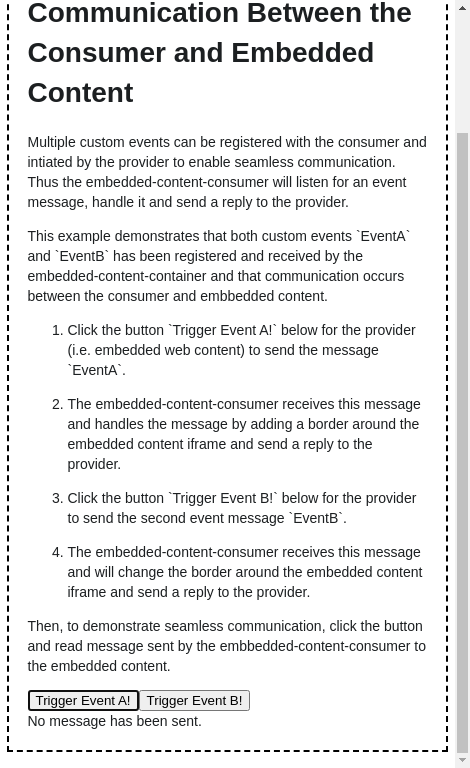 Communication Between the
Consumer and Embedded
Content
Multiple custom events can be registered with the consumer and
intiated by the provider to enable seamless communication.
Thus the embedded-content-consumer will listen for an event
message, handle it and send a reply to the provider.
This example demonstrates that both custom events `EventA`
and `EventB` has been registered and received by the
embedded-content-container and that communication occurs
between the consumer and embbedded content.
1. Click the button `Trigger Event A!` below for the provider
(i.e. embedded web content) to send the message
`EventA`.
2. The embedded-content-consumer receives this message
and handles the message by adding a border around the
embedded content iframe and send a reply to the
provider.
3. Click the button `Trigger Event B!` below for the provider
to send the second event message `EventB`.
4. The embedded-content-consumer receives this message
and will change the border around the embedded content
iframe and send a reply to the provider.
Then, to demonstrate seamless communication, click the button
and read message sent by the embbedded-content-consumer to
the embedded content.
Trigger Event A! Trigger Event B!
No message has been sent.